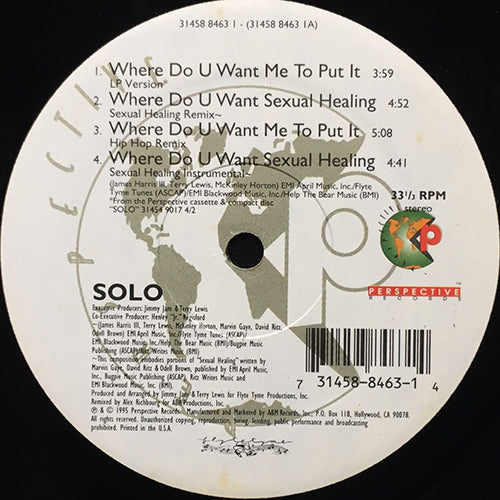 31458 8463 1 - (31458 8463 1A)
PERSPECTIVE
1. Where Do U Want Me To Put It 3:59
LP Version*
2. Where Do U Want Sexual Healing 4:52
Sexual Healing Remix~
3. Where Do U Want Me To Put It 5:08
Hip Hop Remix
4. Where Do U Want Sexual Healing 4:41
Sexual Healing Instrumental~
(James Harris III, Terry Lewis, McKinley Horton) EMI April Music, Inc./Flyte
Tyme Tunes (ASCAP)/EMI Blackwood Music, Inc./Help The Bear Music (BMI)
*From the Perspective cassette & compact disc
"SOLO" 31454 9017 4/2
33 1/3 RPM
stereo
kp
PERSPECTIVE
RECORDS
TM
SOLO
Executive Producers: Jimmy Jam & Terry Lewis
Co-Executive Producer: Henley "Jr." Regisford
~(James Harris III, Terry Lewis, McKinley Horton, Marvin Gaye, David Ritz,
Odell Brown) EMI April Music, Inc./Flyte Tyme Tunes (ASCAP)/
EMI Blackwood Music, Inc./Help The Bear Music (BMI)/Bugpie Music
Publishing (ASCAP)/Ritz Writes (BMI)
~This composition embodies portions of "Sexual Healing" written by
Marvin Gaye, David Ritz & Odell Brown, published by EMI April Music
Inc., Bugpie Music Publishing (ASCAP), Ritz Writes Music and
EMI Blackwood Music, Inc. (BMI)
Produced and Arranged by Jimmy Jam & Terry Lewis for Flyte Tyme Productions, Inc.
Remixed by Alex Richbourg for
Productions, Inc.
7 31458-8463-1 4
℗ & © 1995 Perspective Records. Manufactured and Marketed by A&M Records, Inc., P.O. Box 118, Hollywood, CA 90078.
All rights reserved. Unauthorized copying, reproduction, hiring, lending, public performance and broadcasting
prohibited. Printed in the U.S.A.